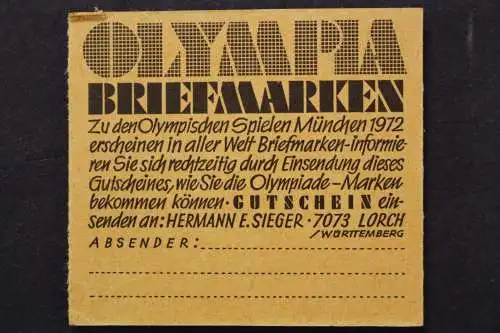 OLYMPIA
BRIEFMARKEN
Zu den Olympischen Spielen München 1972
erscheinen in aller Welt Briefmarken-Informie-
ren Sie sich rechtzeitig durch Einsendung dieses
Gutscheines, wie Sie die Olympiade-Marken
bekommen können · GUTSCHEIN ein-
senden an: HERMANN E. SIEGER · 7073 LORCH
/WÜRTTEMBERG
ABSENDER: